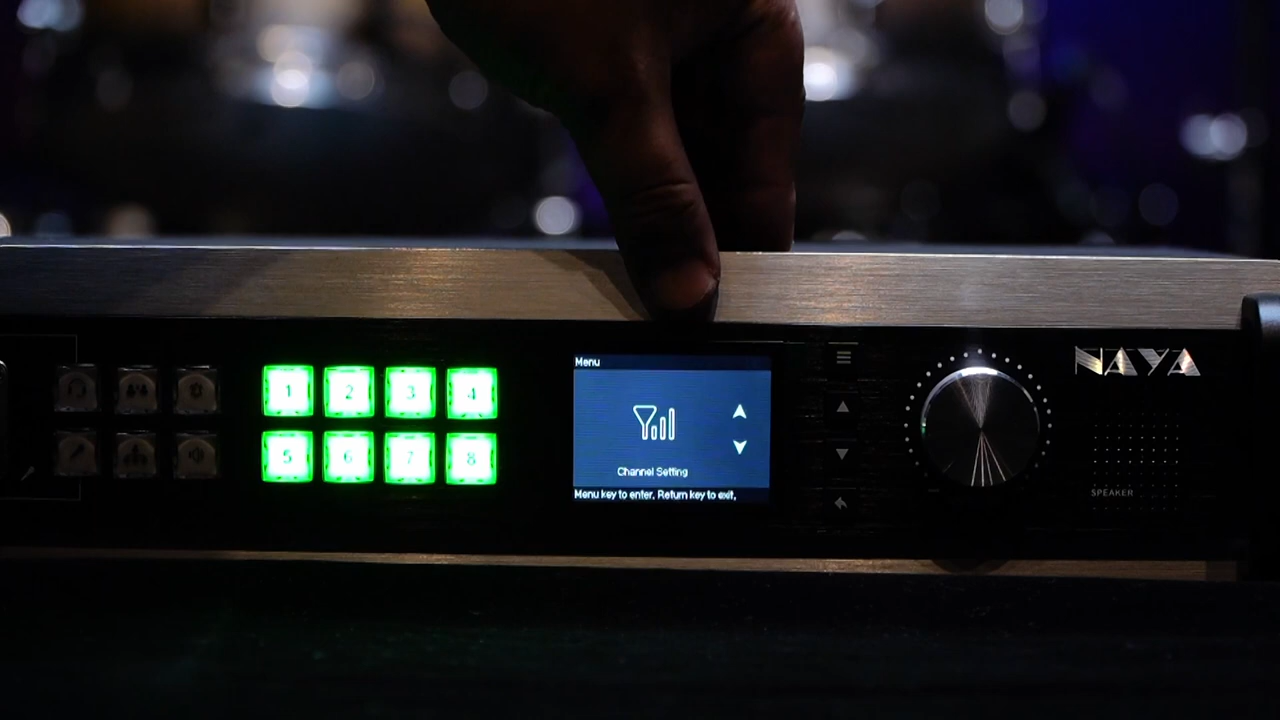 1 2 3 4
5 6 7 8
Menu
Channel Setting
Menu key to enter, Return key to exit,
NAYA
SPEAKER